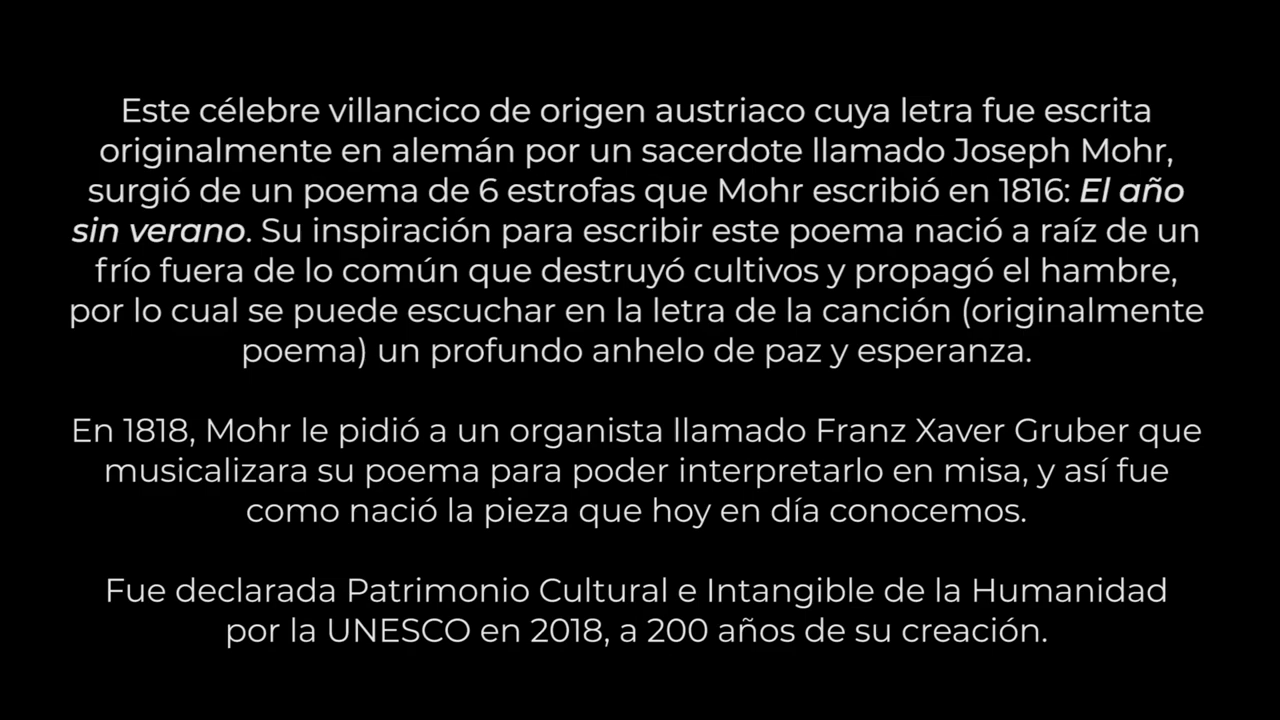 Este célebre villancico de origen austriaco cuya letra fue escrita
originalmente en alemán por un sacerdote llamado Joseph Mohr,
surgió de un poema de 6 estrofas que Mohr escribió en 1816: El año
sin verano. Su inspiración para escribir este poema nació a raíz de un
frío fuera de lo común que destruyó cultivos y propagó el hambre,
por lo cual se puede escuchar en la letra de la canción (originalmente
poema) un profundo anhelo de paz y esperanza.
En 1818, Mohr le pidió a un organista llamado Franz Xaver Gruber que
musicalizara su poema para poder interpretarlo en misa, y así fue
como nació la pieza que hoy en día conocemos.
Fue declarada Patrimonio Cultural e Intangible de la Humanidad
por la UNESCO en 2018, a 200 años de su creación.